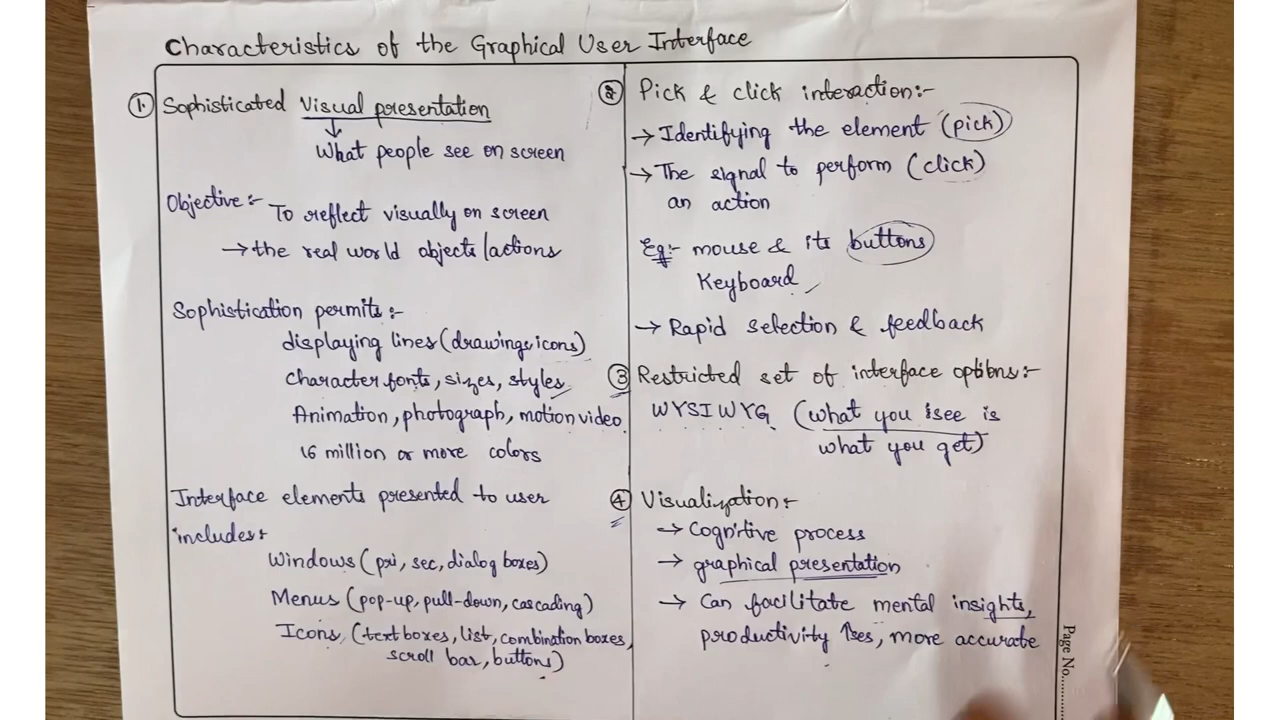 Characteristics of the Graphical User Interface
① Sophisticated Visual presentation
↓
What people see on screen
Objective:- To reflect visually on screen
→ the real world objects/actions
Sophistication permits:-
displaying lines (drawings, icons)
Character fonts, sizes, styles
Animation, photograph, motion video
16 million or more colors
Interface elements presented to user
includes:
Windows (pri, sec, dialog boxes)
Menus (pop-up, pull-down, cascading)
Icons, (text boxes, list, combination boxes,
scroll bar, buttons)
② Pick & click interaction:-
→ Identifying the element (pick)
→ The signal to perform (click)
an action
Eg:- mouse & its buttons
Keyboard
→ Rapid selection & feedback
③ Restricted set of interface options:-
WYSIWYG (what you see is
what you get)
④ Visualization:-
→ Cognitive process
→ graphical presentation
→ Can facilitate mental insights,
productivity ↑ses, more accurate
Page No..........